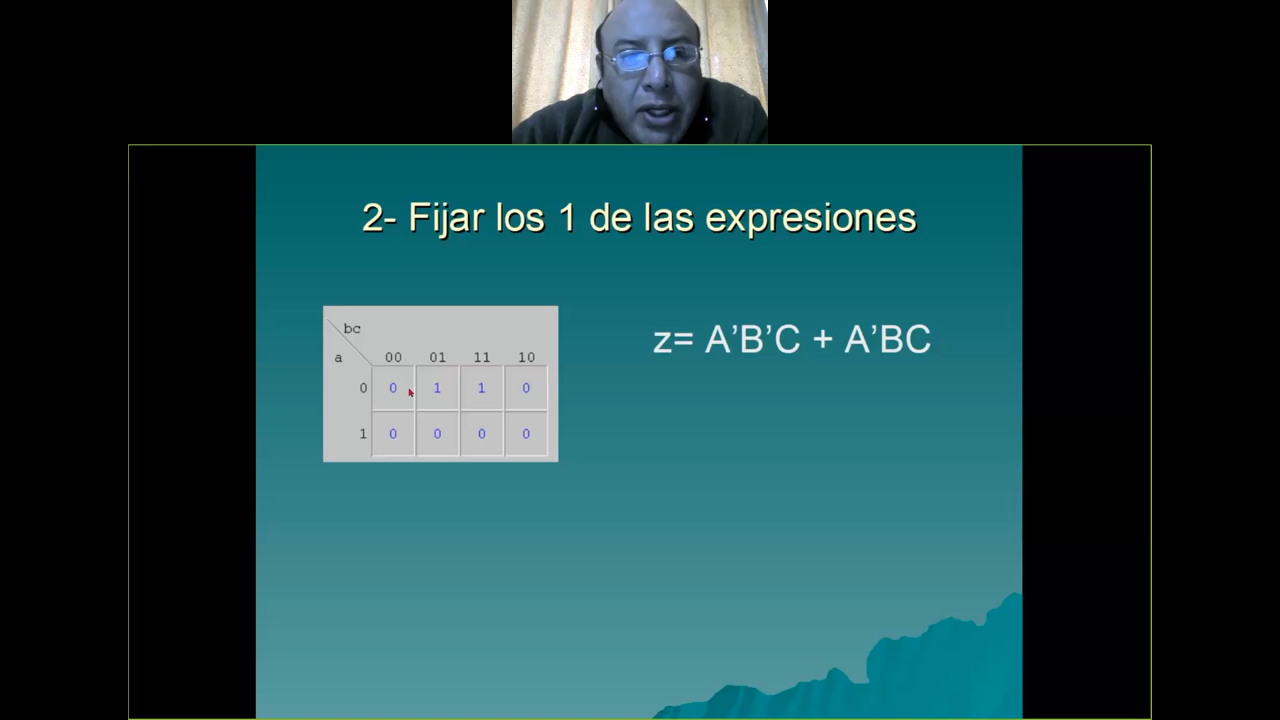 2- Fijar los 1 de las expresiones
bc
a 00 01 11 10
0 0 1 1 0
1 0 0 0 0
z= A’B’C + A’BC